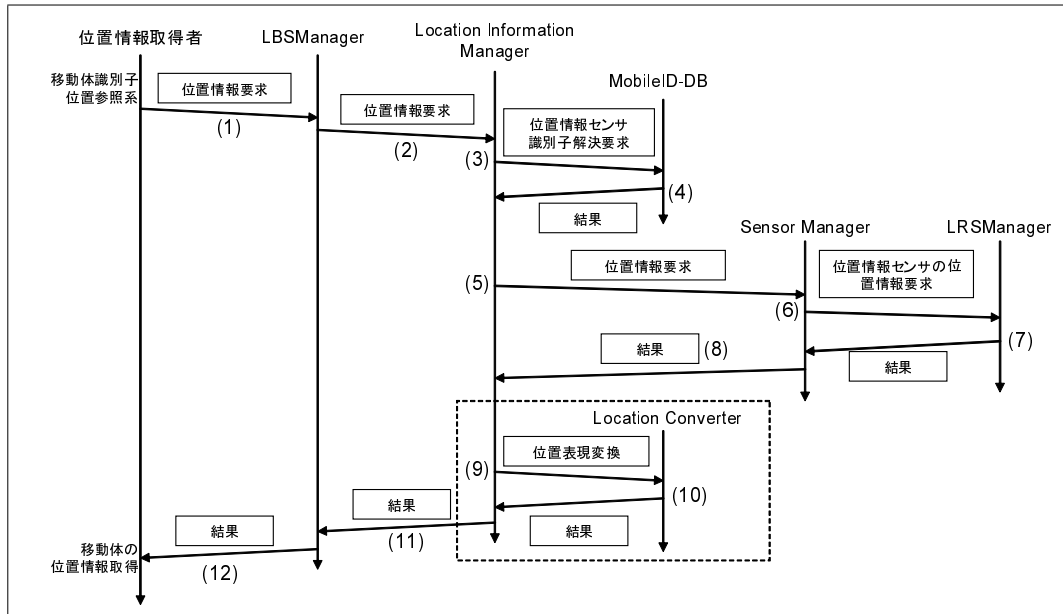 位置情報取得者
LBSManager
Location Information
Manager
MobileID-DB
移動体識別子
位置参照系
位置情報要求
(1)
位置情報要求
(2)
位置情報センサ
識別子解決要求
(3)
(4)
結果
Sensor Manager
LRSManager
位置情報要求
(5)
位置情報センサの位
置情報要求
(6)
(7)
結果
結果
(8)
Location Converter
位置表現変換
(9)
(10)
結果
結果
(11)
結果
(12)
移動体の
位置情報取得